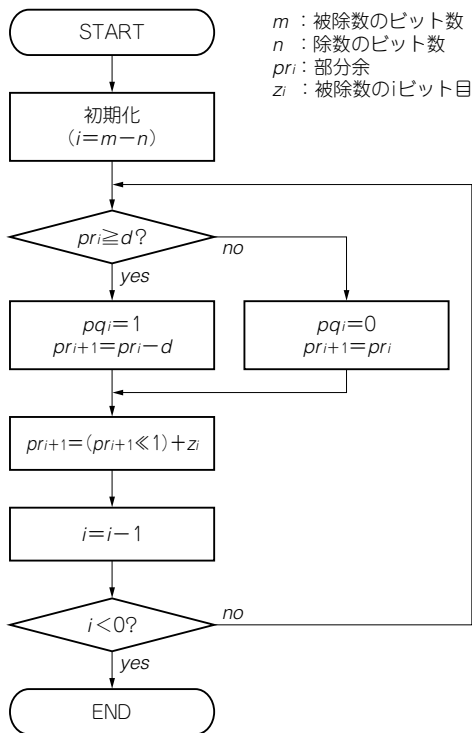 START
m：被除数のビット数
n：除数のビット数
pri：部分余
zi：被除数のiビット目
初期化
(i=m−n)
pri≧d?
no
yes
pqi=1
pri+1=pri−d
pqi=0
pri+1=pri
pri+1=(pri+1≪1)+zi
i=i−1
i<0?
no
yes
END